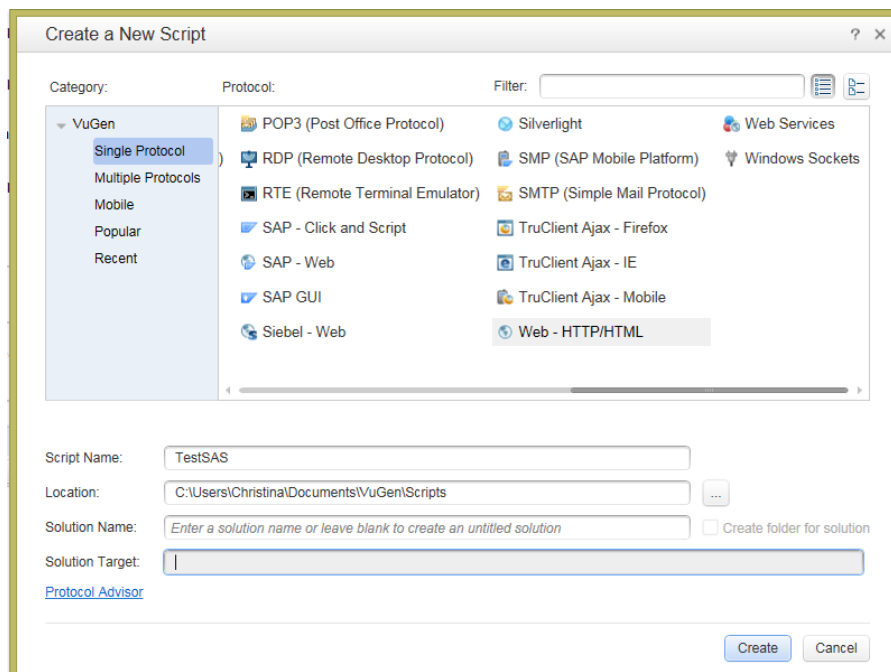 Create a New Script
? ×
Category:
Protocol:
Filter:
VuGen
Single Protocol
Multiple Protocols
Mobile
Popular
Recent
)
POP3 (Post Office Protocol)
RDP (Remote Desktop Protocol)
RTE (Remote Terminal Emulator)
SAP - Click and Script
SAP - Web
SAP GUI
Siebel - Web
Silverlight
SMP (SAP Mobile Platform)
SMTP (Simple Mail Protocol)
TruClient Ajax - Firefox
TruClient Ajax - IE
TruClient Ajax - Mobile
Web - HTTP/HTML
Web Services
Windows Sockets
Script Name: TestSAS
Location: C:\Users\Christina\Documents\VuGen\Scripts ...
Solution Name: Enter a solution name or leave blank to create an untitled solution Create folder for solution
Solution Target:
Protocol Advisor
Create Cancel